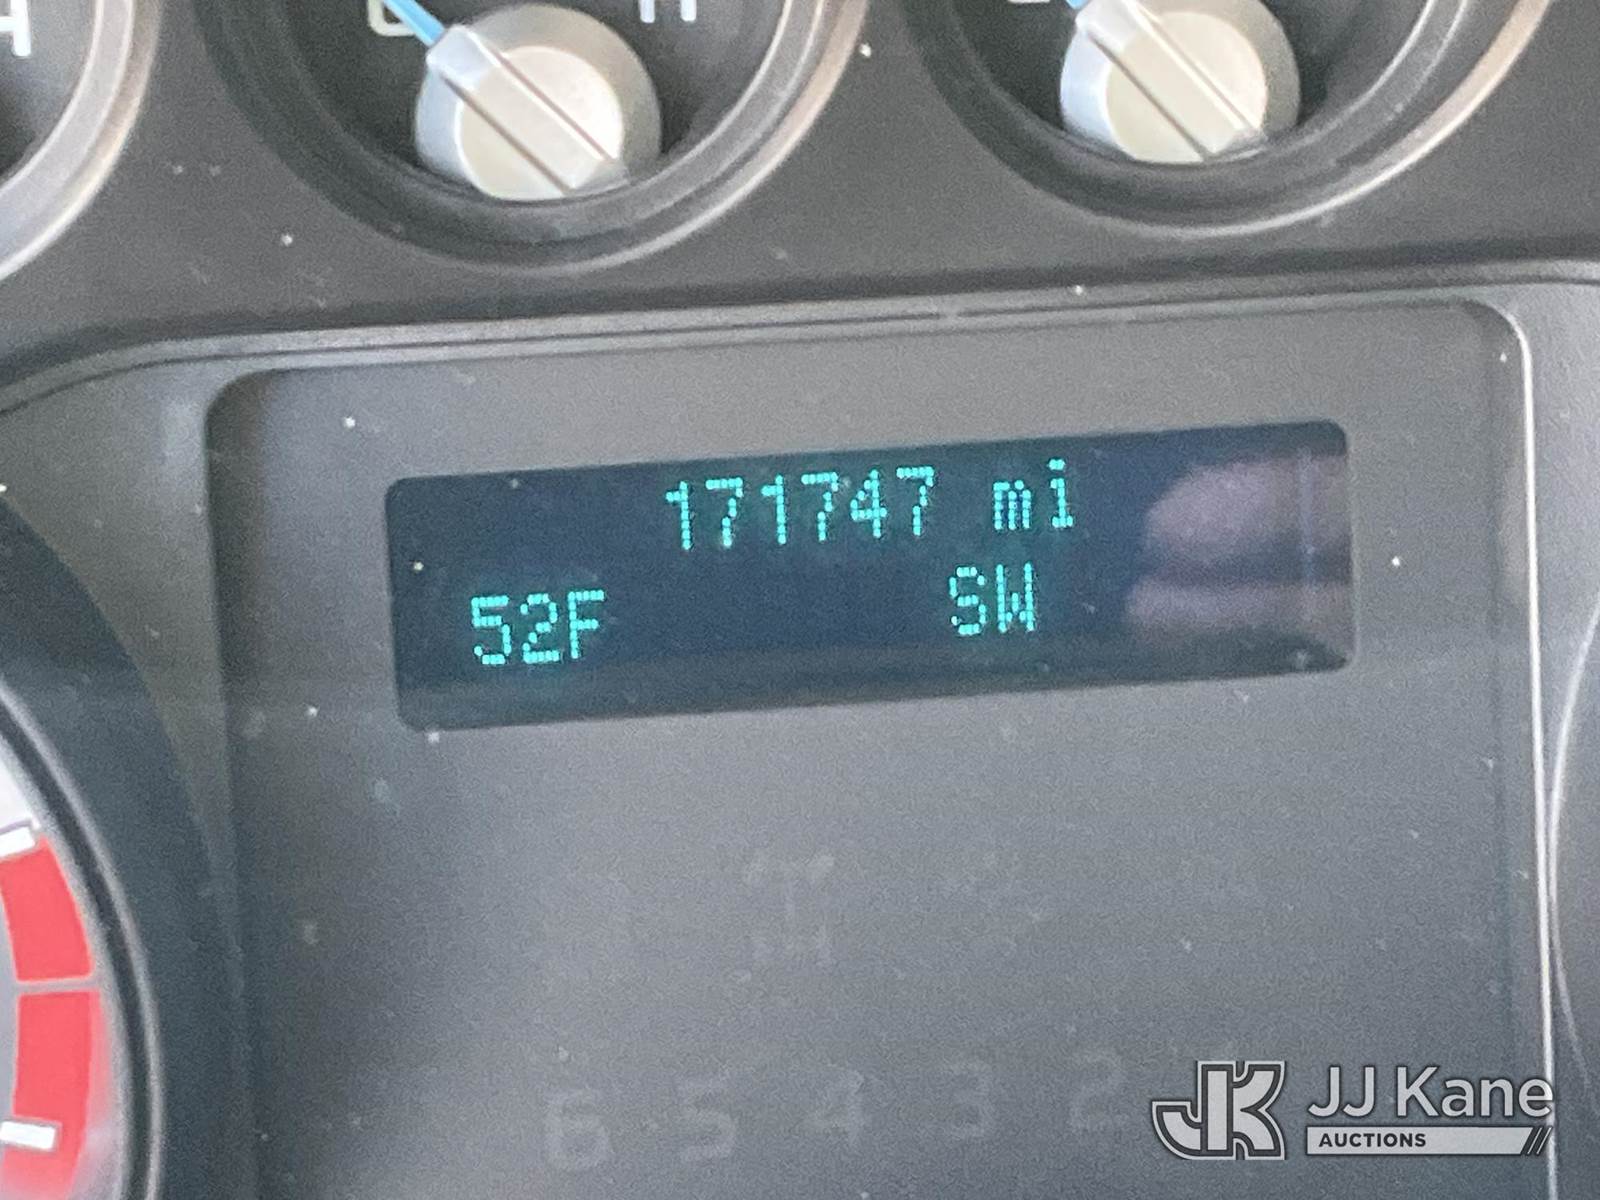 H
C H
171747 mi
52F SW
6 5 4 3 2
JJ Kane
AUCTIONS